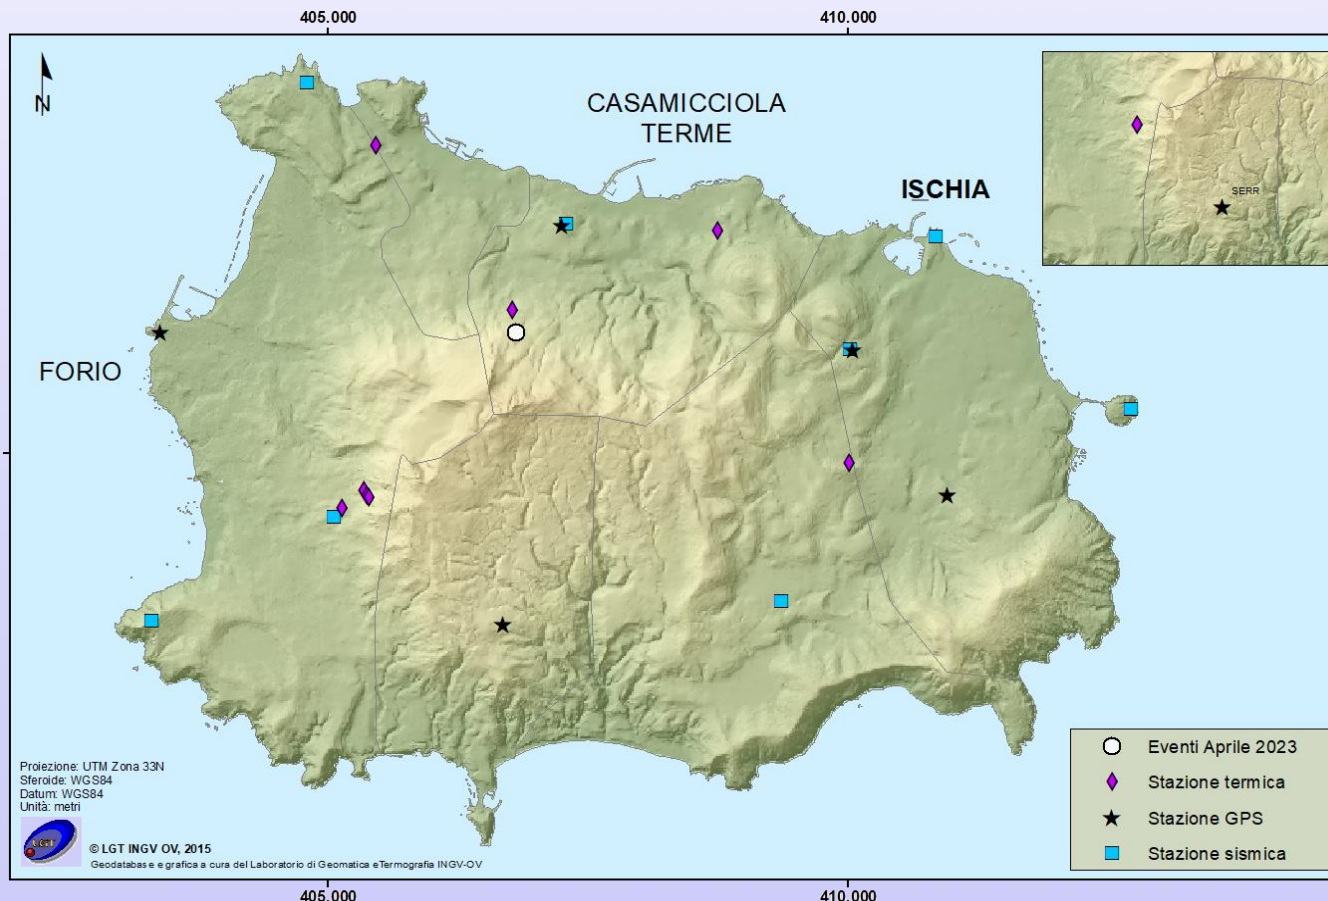 405.000
410.000
N
CASAMICCIOLA
TERME
ISCHIA
SERR
FORIO
Proiezione: UTM Zona 33N
Sferoide: WGS84
Datum: WGS84
Unità: metri
LGT
© LGT INGV OV, 2015
Geodatabase e grafica a cura del Laboratorio di Geomatica e Termografia INGV-OV
Eventi Aprile 2023
Stazione termica
Stazione GPS
Stazione sismica
405.000
410.000